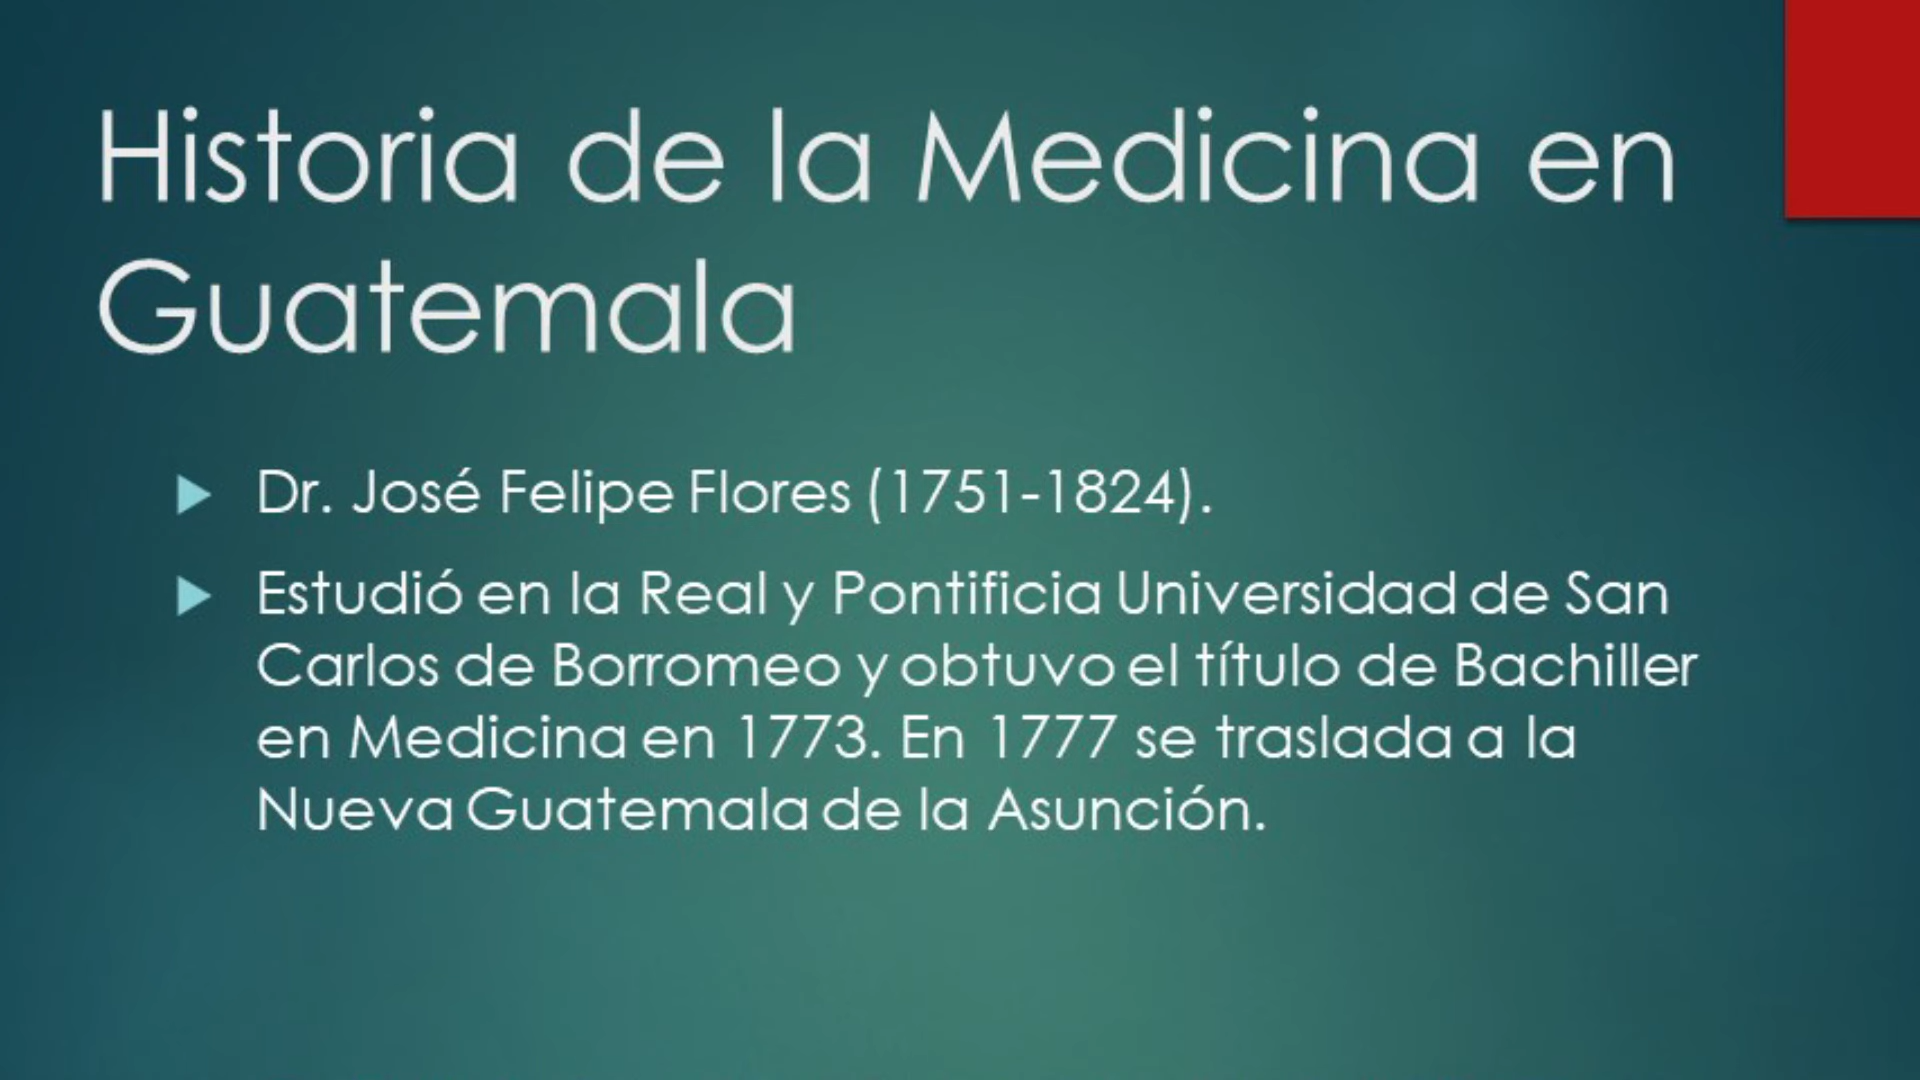 Historia de la Medicina en
Guatemala
Dr. José Felipe Flores (1751-1824).
Estudió en la Real y Pontificia Universidad de San
Carlos de Borromeo y obtuvo el título de Bachiller
en Medicina en 1773. En 1777 se traslada a la
Nueva Guatemala de la Asunción.